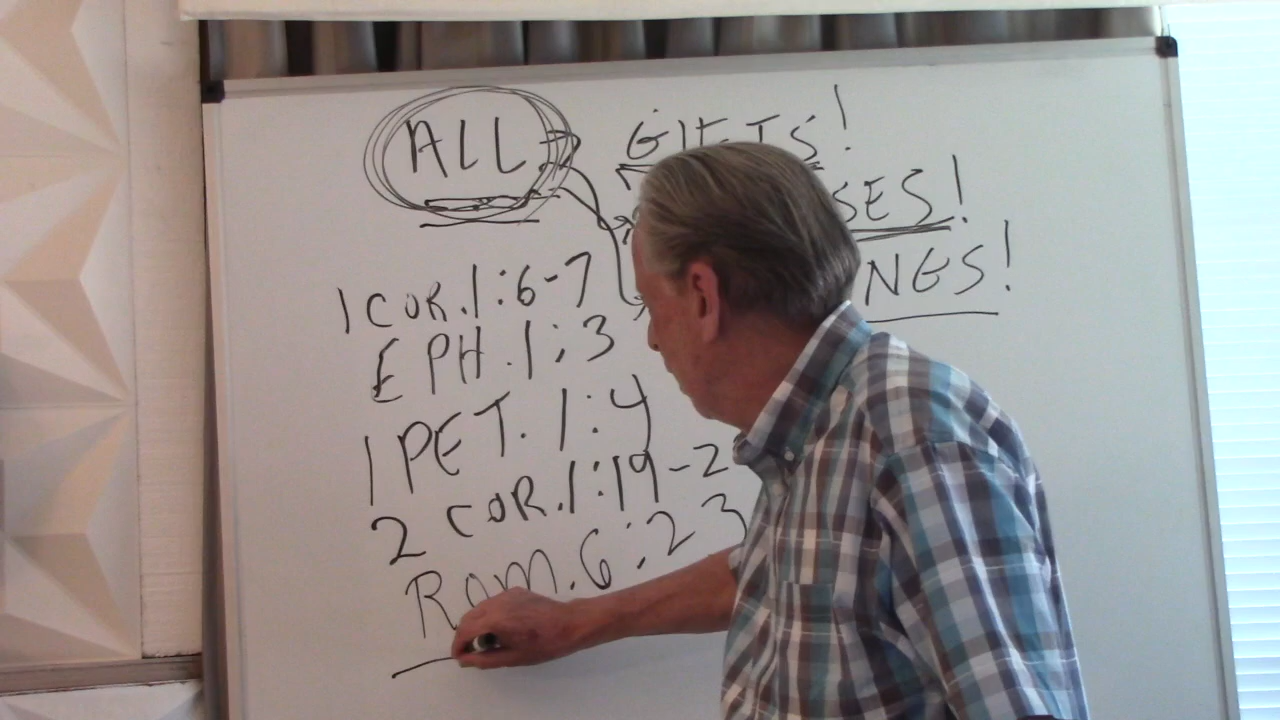 ALL GIFTS!
SES!
NGS!
1 COR. 1:6-7
EPH. 1:3
1 PET. 1:4
2 COR. 1:19-2
ROM. 6:23